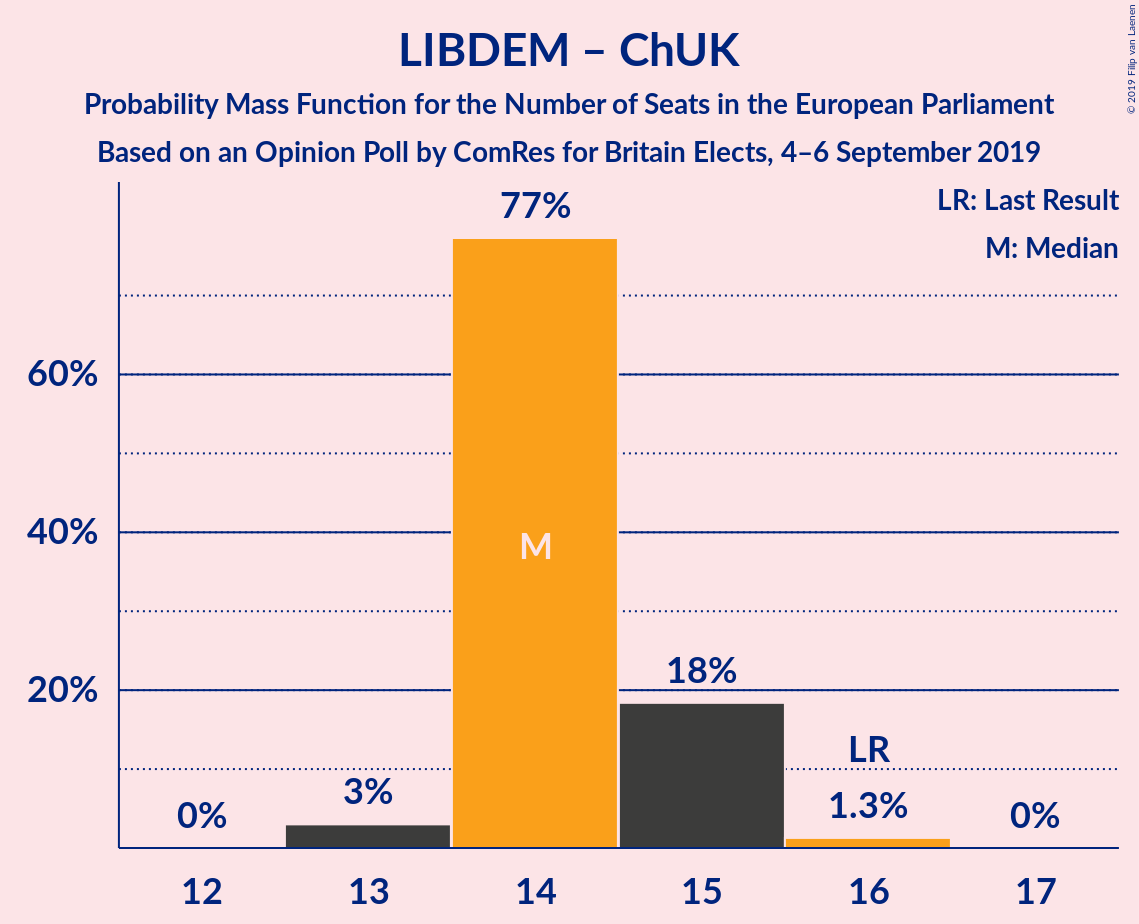 LIBDEM – ChUK
Probability Mass Function for the Number of Seats in the European Parliament
Based on an Opinion Poll by ComRes for Britain Elects, 4–6 September 2019
© 2019 Filip van Laenen
LR: Last Result
M: Median
77%
60%
40%
M
20%
18%
LR
3%
1.3%
0%
0%
12 13 14 15 16 17